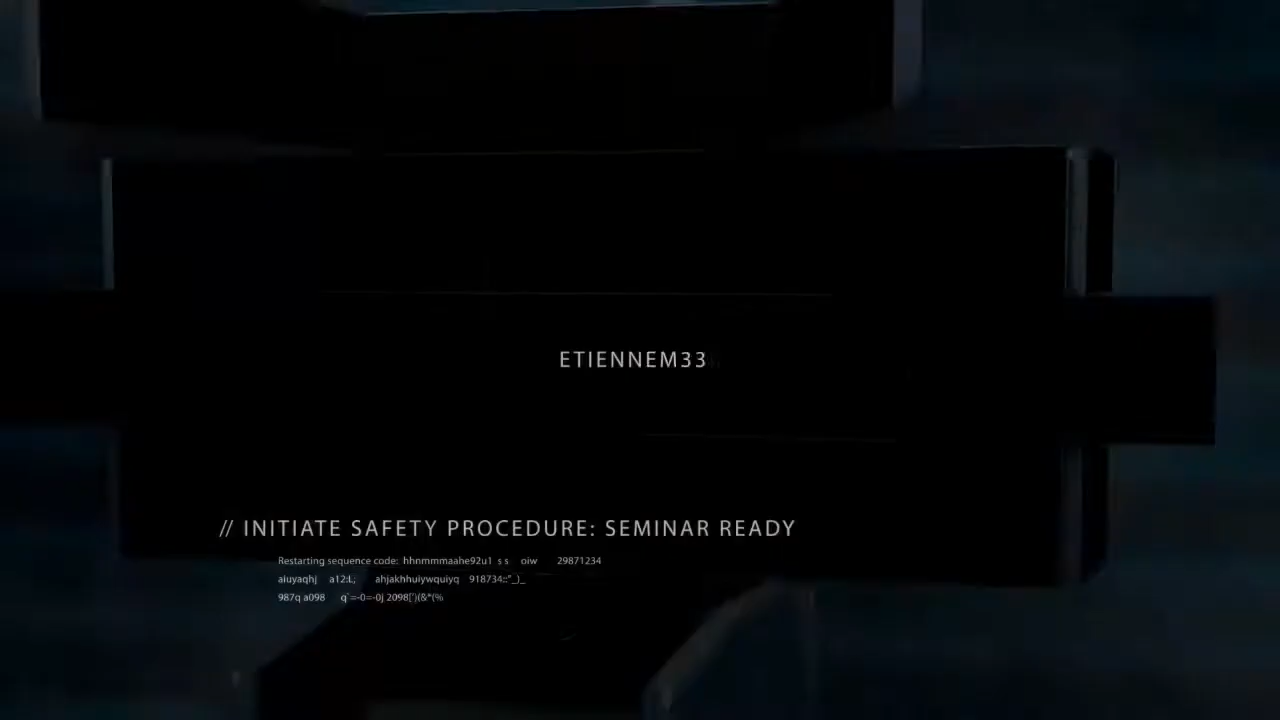 ETIENNEM33
// INITIATE SAFETY PROCEDURE: SEMINAR READY
Restarting sequence code: hhnmmmaahe92u1 s s oiw 29871234
aiuyaqhj a12:L; ahjakhhuiywquiyq 918734::"_)_
987q a098 q`=-0=-0j 2098[']'(&*(%